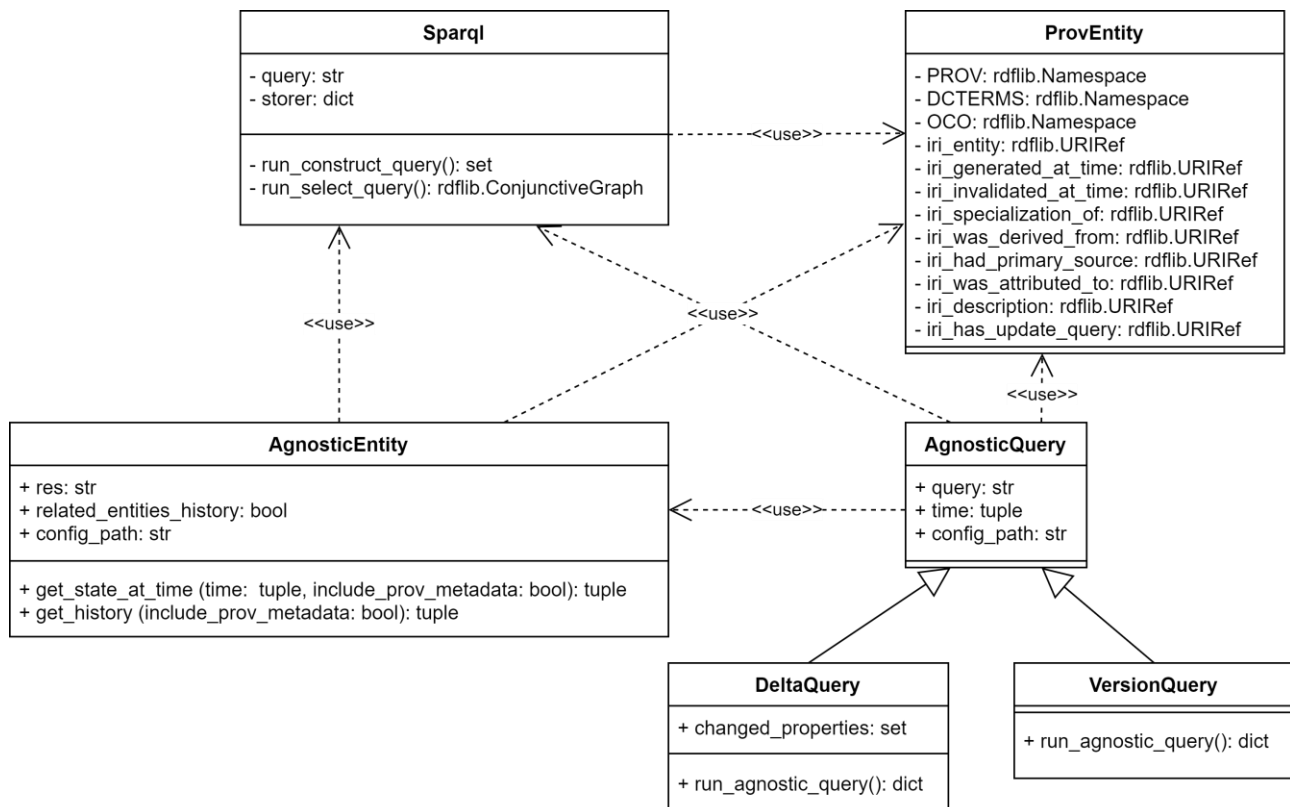 Sparql
- query: str
- storer: dict
- run_construct_query(): set
- run_select_query(): rdflib.ConjunctiveGraph
ProvEntity
- PROV: rdflib.Namespace
- DCTERMS: rdflib.Namespace
- OCO: rdflib.Namespace
- iri_entity: rdflib.URIRef
- iri_generated_at_time: rdflib.URIRef
- iri_invalidated_at_time: rdflib.URIRef
- iri_specialization_of: rdflib.URIRef
- iri_was_derived_from: rdflib.URIRef
- iri_had_primary_source: rdflib.URIRef
- iri_was_attributed_to: rdflib.URIRef
- iri_description: rdflib.URIRef
- iri_has_update_query: rdflib.URIRef
<<use>>
<<use>>
<<use>>
<<use>>
AgnosticEntity
+ res: str
+ related_entities_history: bool
+ config_path: str
+ get_state_at_time (time: tuple, include_prov_metadata: bool): tuple
+ get_history (include_prov_metadata: bool): tuple
<<use>>
AgnosticQuery
+ query: str
+ time: tuple
+ config_path: str
DeltaQuery
+ changed_properties: set
+ run_agnostic_query(): dict
VersionQuery
+ run_agnostic_query(): dict